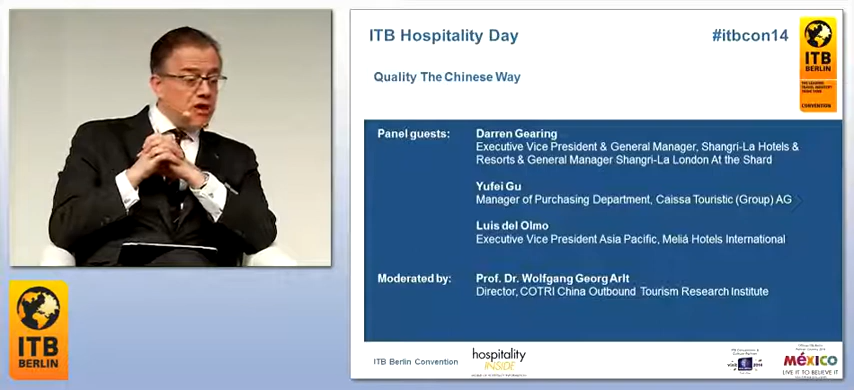 ITB Hospitality Day
#itbcon14
Quality The Chinese Way
ITB
BERLIN
CONVENTION
Panel guests:
Darren Gearing
Executive Vice President & General Manager, Shangri-La Hotels &
Resorts & General Manager Shangri-La London At the Shard
Yufei Gu
Manager of Purchasing Department, Caissa Touristic (Group) AG
Luis del Olmo
Executive Vice President Asia Pacific, Meliá Hotels International
Moderated by:
Prof. Dr. Wolfgang Georg Arlt
Director, COTRI China Outbound Tourism Research Institute
ITB
BERLIN
ITB Berlin Convention
hospitality
INSIDE
méxICO
LIVE IT TO BELIEVE IT